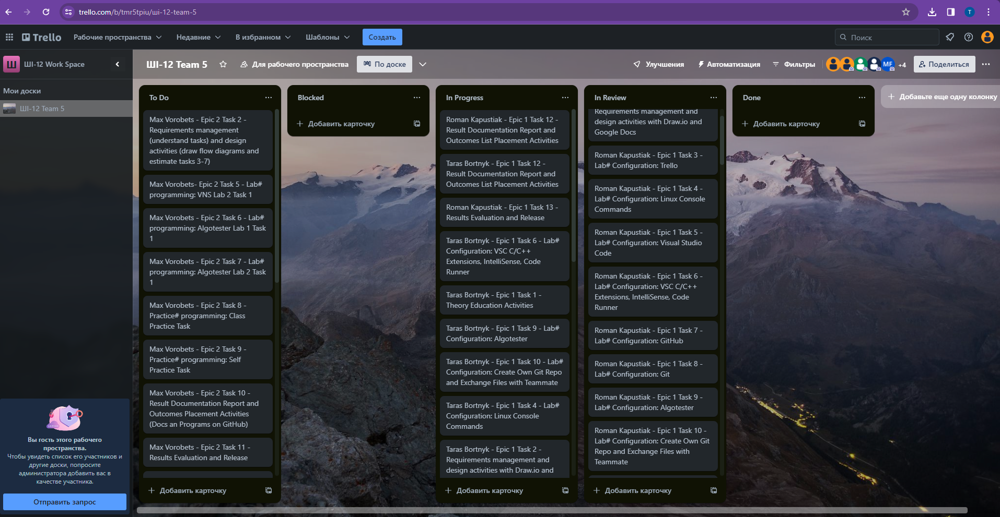 trello.com/b/tmr5tpiu/ші-12-team-5
T
Trello
Рабочие пространства
Недавние
В избранном
Шаблоны
Создать
Поиск
Ш
ШІ-12 Work Space
ШІ-12 Team 5
Для рабочего пространства
По доске
Улучшения
Автоматизация
Фильтры
MF
+4
Поделиться
Мои доски
ШІ-12 Team 5
To Do
Max Vorobets - Epic 2 Task 2 -
Requirements management
(understand tasks) and design
activities (draw flow diagrams and
estimate tasks 3-7)
Max Vorobets- Epic 2 Task 5 - Lab#
programming: VNS Lab 2 Task 1
Max Vorobets - Epic 2 Task 6 - Lab#
programming: Algotester Lab 1 Task
1
Max Vorobets - Epic 2 Task 7 - Lab#
programming: Algotester Lab 2 Task
1
Max Vorobets - Epic 2 Task 8 -
Practice# programming: Class
Practice Task
Max Vorobets - Epic 2 Task 9 -
Practice# programming: Self
Practice Task
Max Vorobets - Epic 2 Task 10 -
Result Documentation Report and
Outcomes Placement Activities
(Docs an Programs on GitHub)
Max Vorobets - Epic 2 Task 11 -
Results Evaluation and Release
Добавить карточку
Blocked
Добавить карточку
In Progress
Roman Kapustiak - Epic 1 Task 12 -
Result Documentation Report and
Outcomes List Placement Activities
Taras Bortnyk - Epic 1 Task 12 -
Result Documentation Report and
Outcomes List Placement Activities
Roman Kapustiak - Epic 1 Task 13 -
Results Evaluation and Release
Taras Bortnyk - Epic 1 Task 6 - Lab#
Configuration: VSC C/C++
Extensions, IntelliSense, Code
Runner
Taras Bortnyk - Epic 1 Task 1 -
Theory Education Activities
Taras Bortnyk - Epic 1 Task 9 - Lab#
Configuration: Algotester
Taras Bortnyk - Epic 1 Task 10 - Lab#
Configuration: Create Own Git Repo
and Exchange Files with Teammate
Taras Bortnyk - Epic 1 Task 4 - Lab#
Configuration: Linux Console
Commands
Taras Bortnyk - Epic 1 Task 2 -
Requirements management and
design activities with Draw.io and
Добавить карточку
In Review
Requirements management and
design activities with Draw.io and
Google Docs
Roman Kapustiak - Epic 1 Task 3 -
Lab# Configuration: Trello
Roman Kapustiak - Epic 1 Task 4 -
Lab# Configuration: Linux Console
Commands
Roman Kapustiak - Epic 1 Task 5 -
Lab# Configuration: Visual Studio
Code
Roman Kapustiak - Epic 1 Task 6 -
Lab# Configuration: VSC C/C++
Extensions, IntelliSense, Code
Runner
Roman Kapustiak - Epic 1 Task 7 -
Lab# Configuration: GitHub
Roman Kapustiak - Epic 1 Task 8 -
Lab# Configuration: Git
Roman Kapustiak - Epic 1 Task 9 -
Lab# Configuration: Algotester
Roman Kapustiak - Epic 1 Task 10 -
Lab# Configuration: Create Own Git
Repo and Exchange Files with
Teammate
Добавить карточку
Done
Добавить карточку
Добавьте еще одну колонку
Вы гость этого рабочего
пространства.
Чтобы увидеть список его участников и
другие доски, попросите
администратора добавить вас в
качестве участника.
Отправить запрос